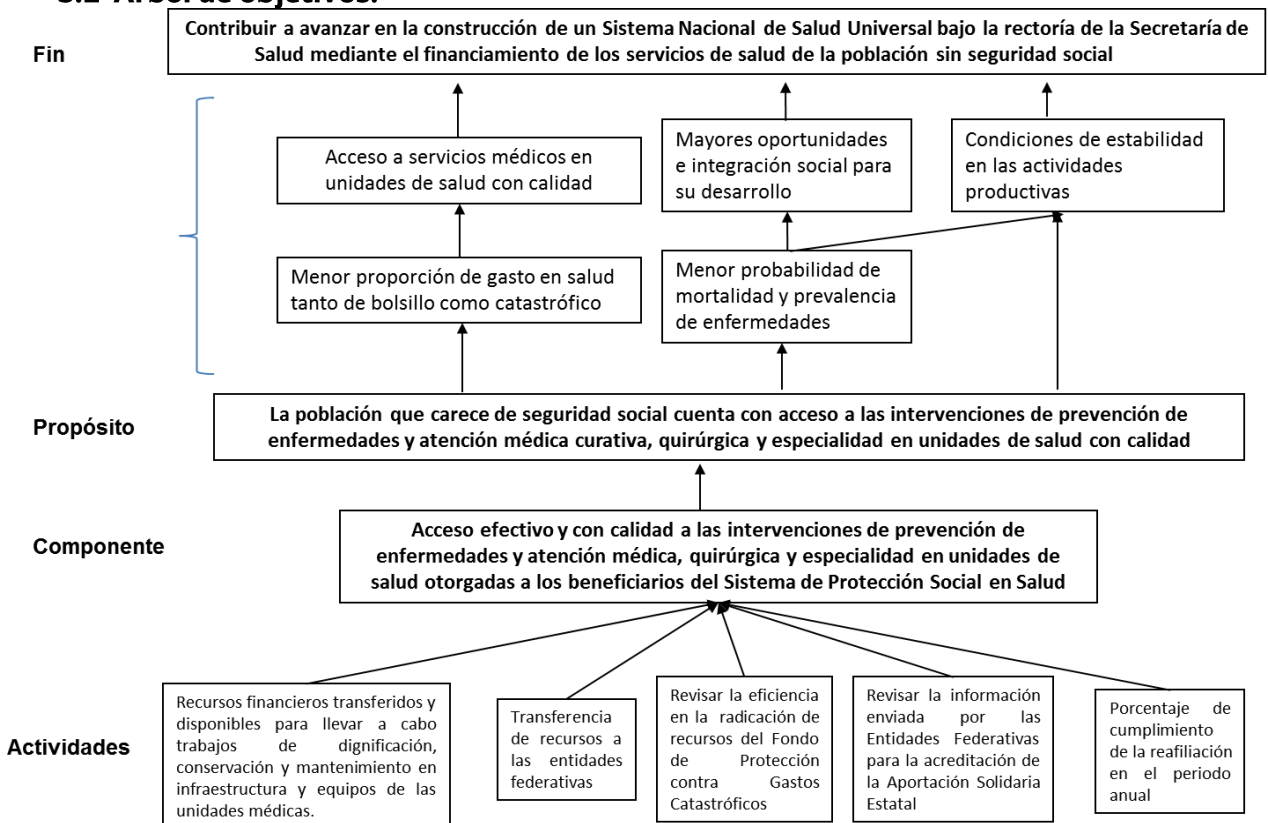 3.2 Árbol de objetivos.
Fin
Contribuir a avanzar en la construcción de un Sistema Nacional de Salud Universal bajo la rectoría de la Secretaría de
Salud mediante el financiamiento de los servicios de salud de la población sin seguridad social
Acceso a servicios médicos en
unidades de salud con calidad
Mayores oportunidades
e integración social para
su desarrollo
Condiciones de estabilidad
en las actividades
productivas
Menor proporción de gasto en salud
tanto de bolsillo como catastrófico
Menor probabilidad de
mortalidad y prevalencia
de enfermedades
Propósito
La población que carece de seguridad social cuenta con acceso a las intervenciones de prevención de
enfermedades y atención médica curativa, quirúrgica y especialidad en unidades de salud con calidad
Componente
Acceso efectivo y con calidad a las intervenciones de prevención de
enfermedades y atención médica, quirúrgica y especialidad en unidades de
salud otorgadas a los beneficiarios del Sistema de Protección Social en Salud
Actividades
Recursos financieros transferidos y
disponibles para llevar a cabo
trabajos de dignificación,
conservación y mantenimiento en
infraestructura y equipos de las
unidades médicas.
Transferencia
de recursos a
las entidades
federativas
Revisar la eficiencia
en la radicación de
recursos del Fondo
de Protección
contra Gastos
Catastróficos
Revisar la información
enviada por las
Entidades Federativas
para la acreditación de
la Aportación Solidaria
Estatal
Porcentaje de
cumplimiento
de la reafiliación
en el periodo
anual